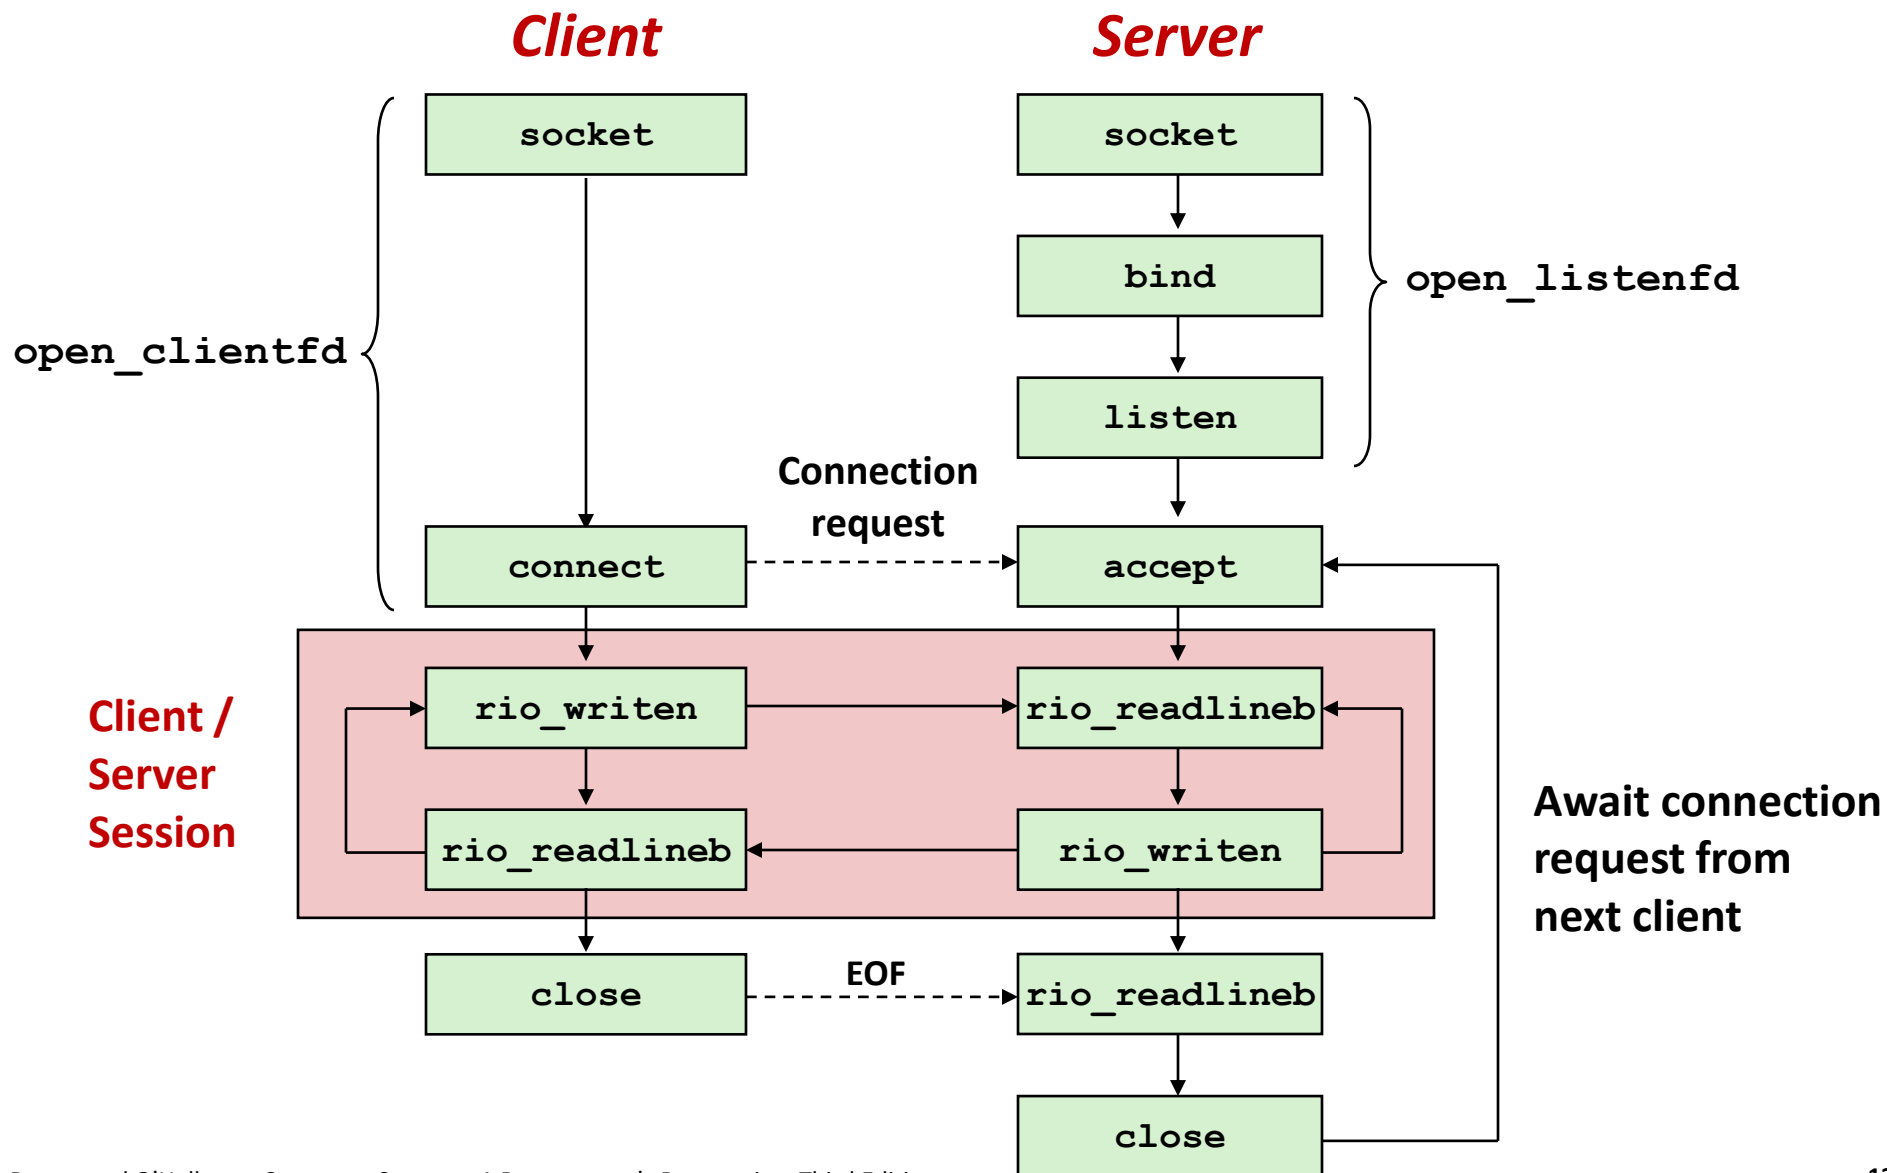 Client
Server
socket
socket
bind
open_listenfd
open_clientfd
listen
Connection
request
connect
accept
Client /
Server
Session
rio_writen
rio_readlineb
rio_readlineb
rio_writen
Await connection
request from
next client
close
EOF
rio_readlineb
close